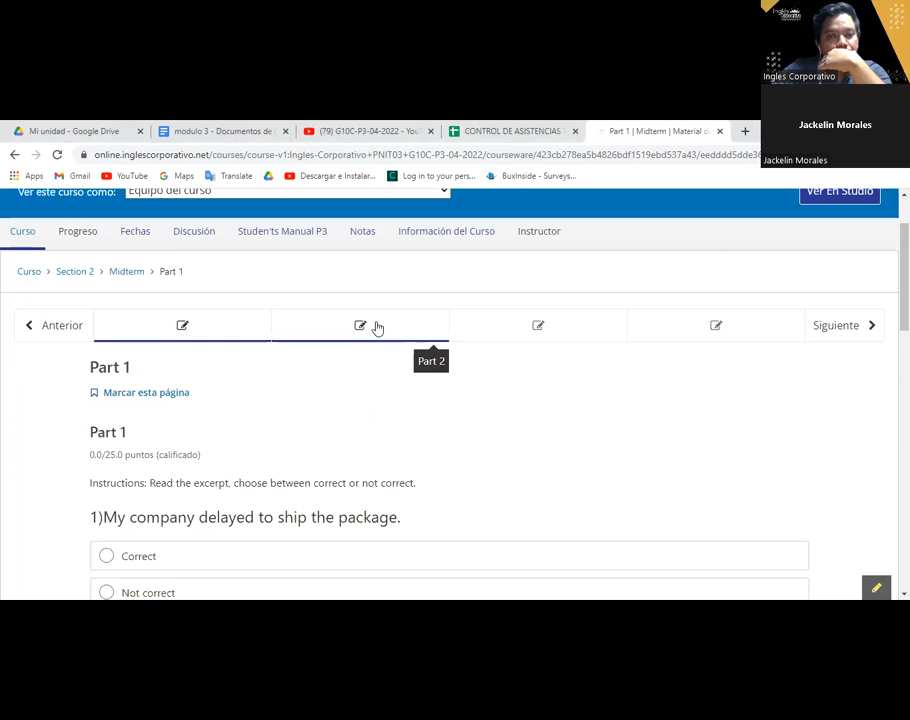 Ingles Corporativo
Jackelin Morales
Jackelin Morales
Mi unidad - Google Drive
modulo 3 - Documentos de
(79) G10C-P3-04-2022 - You
CONTROL DE ASISTENCIAS
Part 1 | Midterm | Material d
online.inglescorporativo.net/courses/course-v1:Ingles-Corporativo+PNIT03+G10C-P3-04-2022/courseware/423cb278ea5b4826bdf1519ebd537a43/eedddd5dde36
Apps
Gmail
YouTube
Maps
Translate
Descargar e Instalar...
Log in to your pers...
BuxInside - Surveys...
Ver este curso como:
Equipo del curso
Ver En Studio
Curso
Progreso
Fechas
Discusión
Studen'ts Manual P3
Notas
Información del Curso
Instructor
Curso > Section 2 > Midterm > Part 1
Anterior
Siguiente
Part 2
Part 1
Marcar esta página
Part 1
0.0/25.0 puntos (calificado)
Instructions: Read the excerpt, choose between correct or not correct.
1)My company delayed to ship the package.
Correct
Not correct